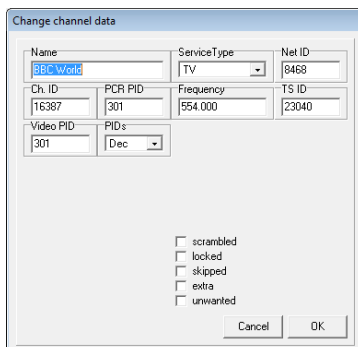 Change channel data
Name ServiceType Net ID
BBC World TV 8468
Ch. ID PCR PID Frequency TS ID
16387 301 554.000 23040
Video PID PIDs
301 Dec
scrambled
locked
skipped
extra
unwanted
Cancel OK